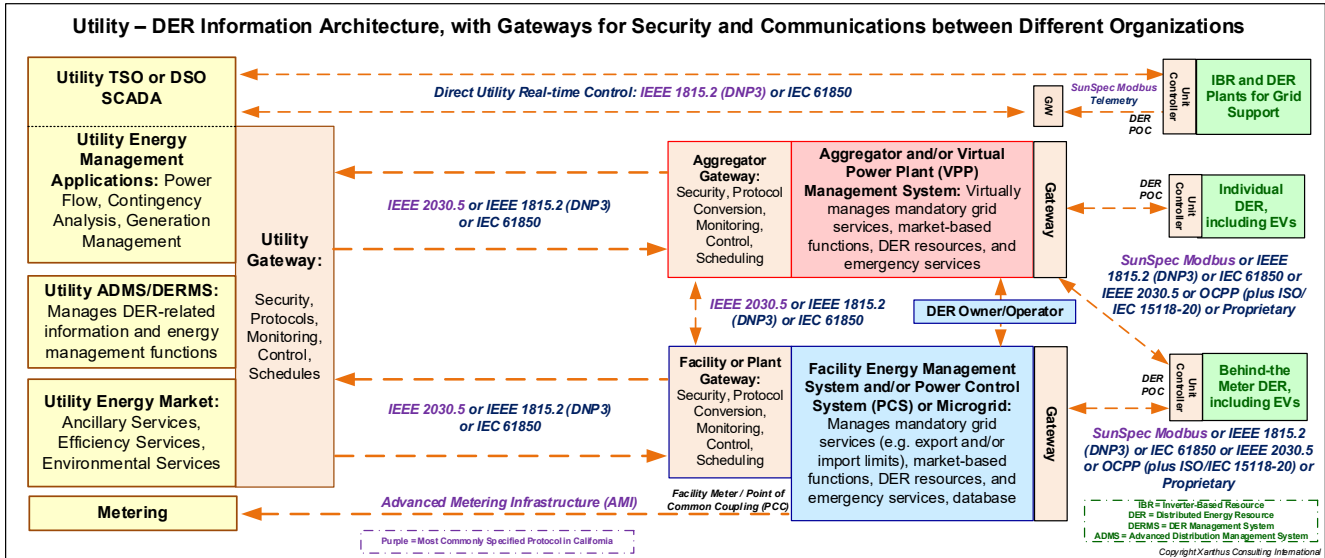 Utility – DER Information Architecture, with Gateways for Security and Communications between Different Organizations
Utility TSO or DSO
SCADA
Direct Utility Real-time Control: IEEE 1815.2 (DNP3) or IEC 61850
G/W
SunSpec Modbus
Telemetry
DER
POC
Unit
Controller
IBR and DER
Plants for Grid
Support
Utility Energy
Management
Applications: Power
Flow, Contingency
Analysis, Generation
Management
Utility ADMS/DERMS:
Manages DER-related
information and energy
management functions
Utility Energy Market:
Ancillary Services,
Efficiency Services,
Environmental Services
Metering
Utility
Gateway:
Security,
Protocols,
Monitoring,
Control,
Schedules
IEEE 2030.5 or IEEE 1815.2 (DNP3)
or IEC 61850
Aggregator
Gateway:
Security, Protocol
Conversion,
Monitoring,
Control,
Scheduling
Aggregator and/or Virtual
Power Plant (VPP)
Management System: Virtually
manages mandatory grid
services, market-based
functions, DER resources, and
emergency services
Gateway
DER
POC
Unit
Controller
Individual
DER,
including EVs
SunSpec Modbus or IEEE
1815.2 (DNP3) or IEC 61850 or
IEEE 2030.5 or OCPP (plus ISO/
IEC 15118-20) or Proprietary
IEEE 2030.5 or IEEE 1815.2
(DNP3) or IEC 61850
DER Owner/Operator
IEEE 2030.5 or IEEE 1815.2 (DNP3)
or IEC 61850
Facility or Plant
Gateway:
Security, Protocol
Conversion,
Monitoring,
Control,
Scheduling
Facility Energy Management
System and/or Power Control
System (PCS) or Microgrid:
Manages mandatory grid
services (e.g. export and/or
import limits), market-based
functions, DER resources, and
emergency services, database
Gateway
DER
POC
Unit
Controller
Behind-the
Meter DER,
including EVs
SunSpec Modbus or IEEE 1815.2
(DNP3) or IEC 61850 or IEEE 2030.5
or OCPP (plus ISO/IEC 15118-20) or
Proprietary
Advanced Metering Infrastructure (AMI)
Facility Meter / Point of
Common Coupling (PCC)
Purple = Most Commonly Specified Protocol in California
IBR = Inverter-Based Resource
DER = Distributed Energy Resource
DERMS = DER Management System
ADMS = Advanced Distribution Management System
Copyright Xanthus Consulting International